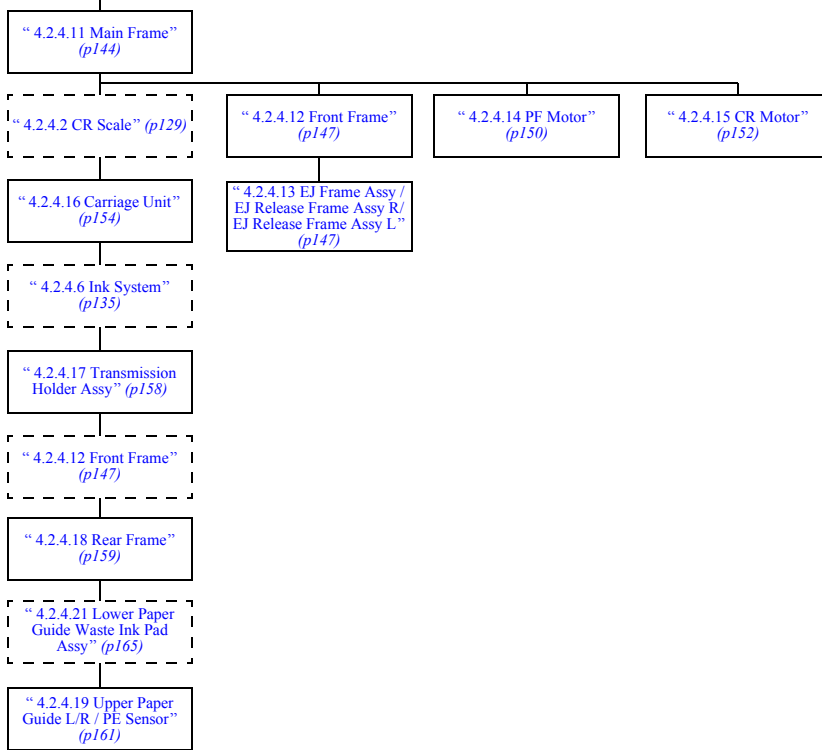 “ 4.2.4.11 Main Frame”
(p144)
“ 4.2.4.2 CR Scale” (p129)
“ 4.2.4.12 Front Frame”
(p147)
“ 4.2.4.14 PF Motor”
(p150)
“ 4.2.4.15 CR Motor”
(p152)
“ 4.2.4.16 Carriage Unit”
(p154)
“ 4.2.4.13 EJ Frame Assy /
EJ Release Frame Assy R/
EJ Release Frame Assy L”
(p147)
“ 4.2.4.6 Ink System”
(p135)
“ 4.2.4.17 Transmission
Holder Assy” (p158)
“ 4.2.4.12 Front Frame”
(p147)
“ 4.2.4.18 Rear Frame”
(p159)
“ 4.2.4.21 Lower Paper
Guide Waste Ink Pad
Assy” (p165)
“ 4.2.4.19 Upper Paper
Guide L/R / PE Sensor”
(p161)